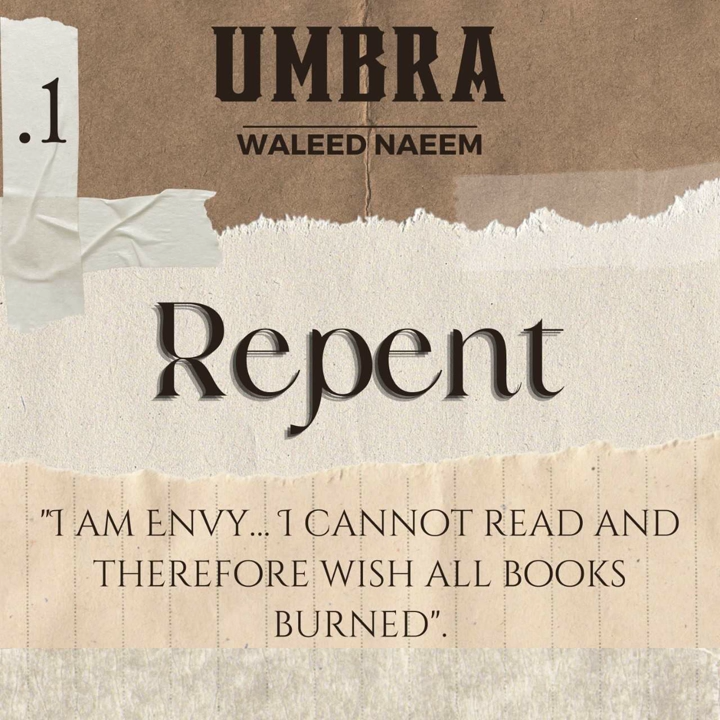 UMBRA
WALEED NAEEM
.1
Repent
"I AM ENVY... I CANNOT READ AND
THEREFORE WISH ALL BOOKS
BURNED".